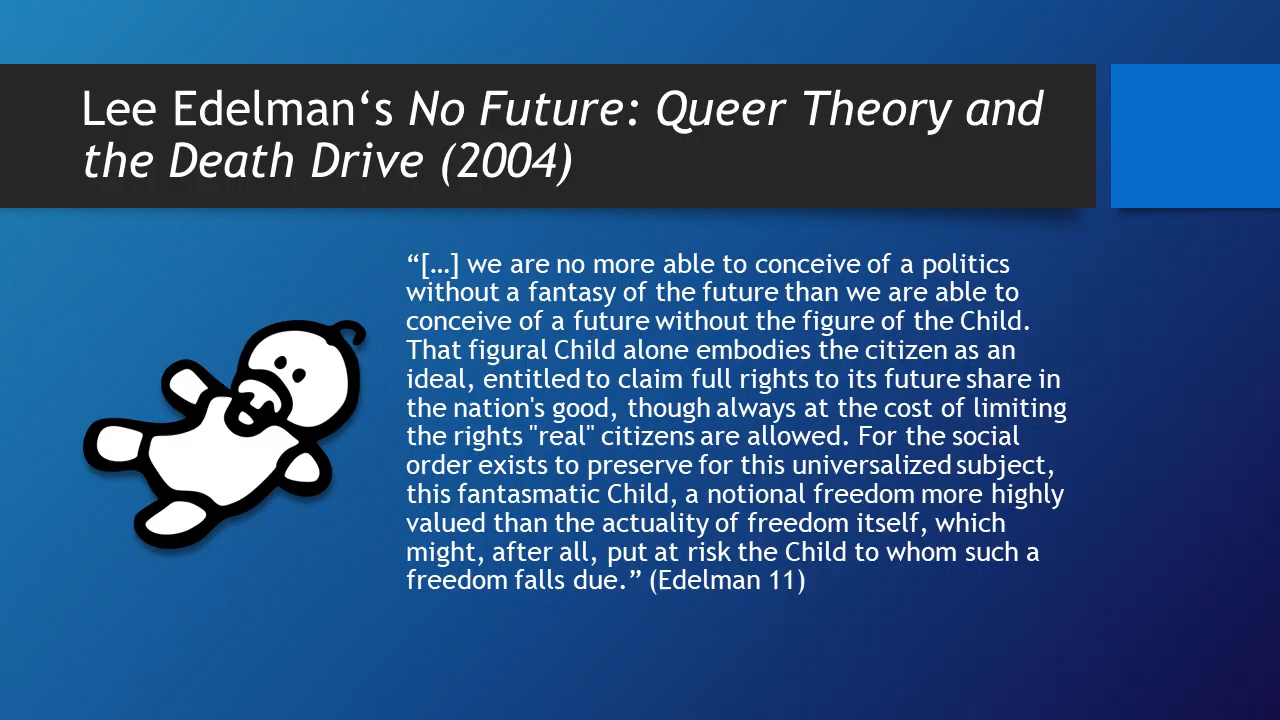 Lee Edelman‘s No Future: Queer Theory and
the Death Drive (2004)
“[…] we are no more able to conceive of a politics
without a fantasy of the future than we are able to
conceive of a future without the figure of the Child.
That figural Child alone embodies the citizen as an
ideal, entitled to claim full rights to its future share in
the nation's good, though always at the cost of limiting
the rights "real" citizens are allowed. For the social
order exists to preserve for this universalized subject,
this fantasmatic Child, a notional freedom more highly
valued than the actuality of freedom itself, which
might, after all, put at risk the Child to whom such a
freedom falls due.” (Edelman 11)